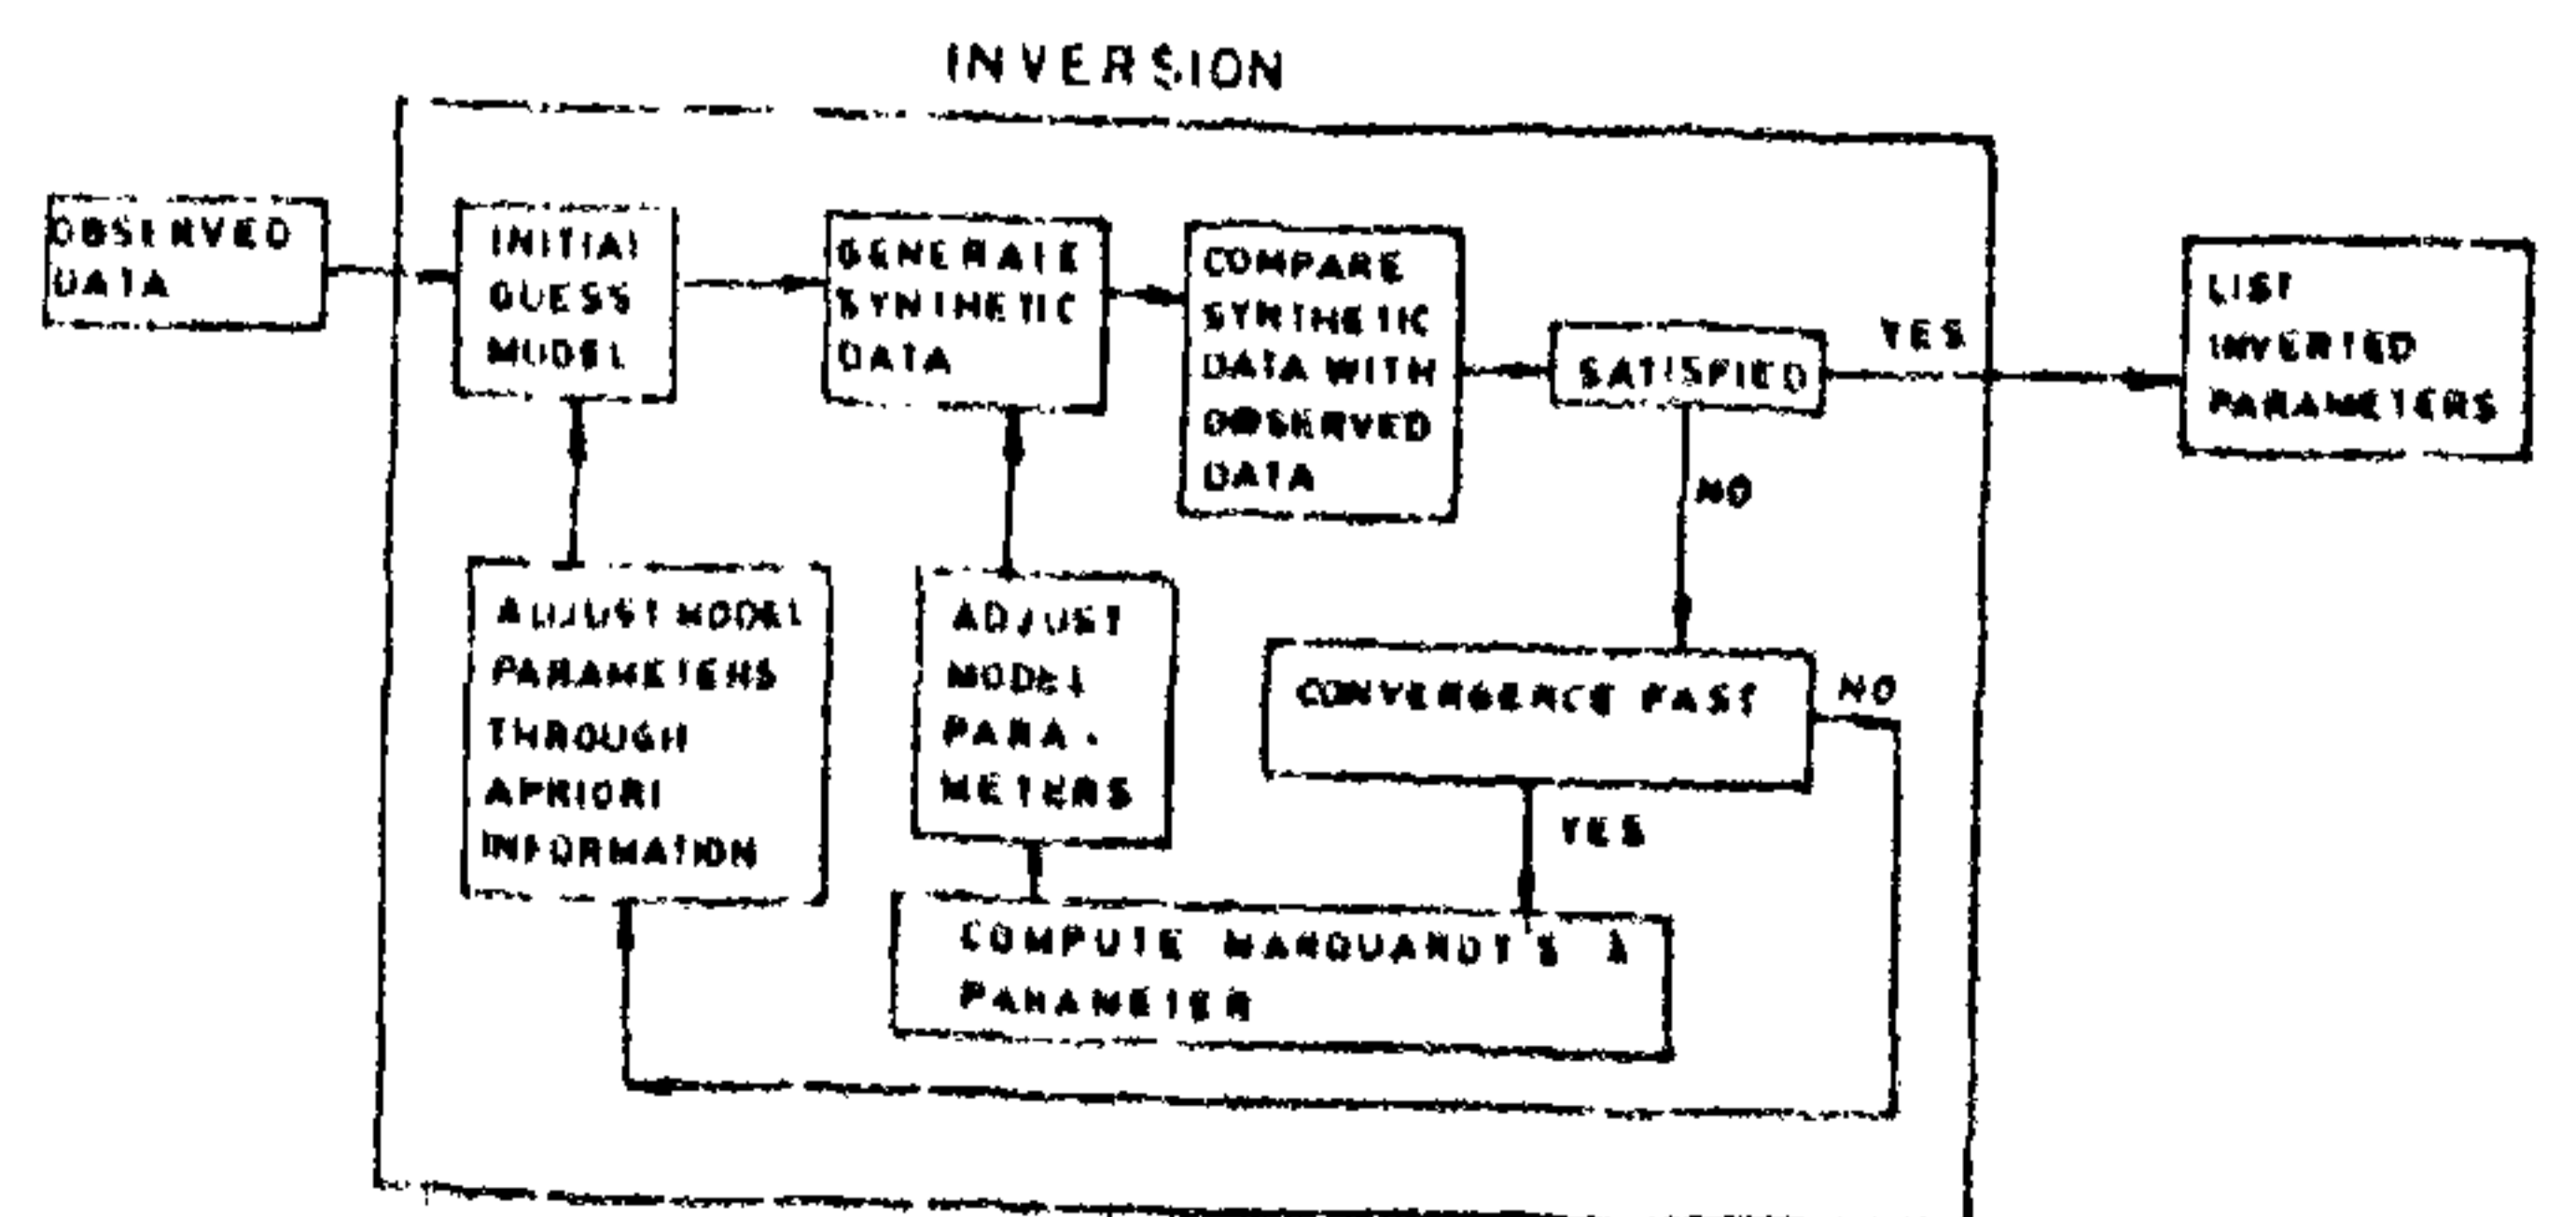 INVERSION
OBSERVED
DATA
INITIAL
GUESS
MODEL
GENERATE
SYNTHETIC
DATA
COMPARE
SYNTHETIC
DATA WITH
OBSERVED
DATA
SATISFIED
YES
LIST
INVERTED
PARAMETERS
NO
ADJUST MODEL
PARAMETERS
THROUGH
APRIORI
INFORMATION
ADJUST
MODEL
PARA-
METERS
CONVERGENCE FAST
NO
YES
COMPUTE MARQUARDT'S λ
PARAMETER